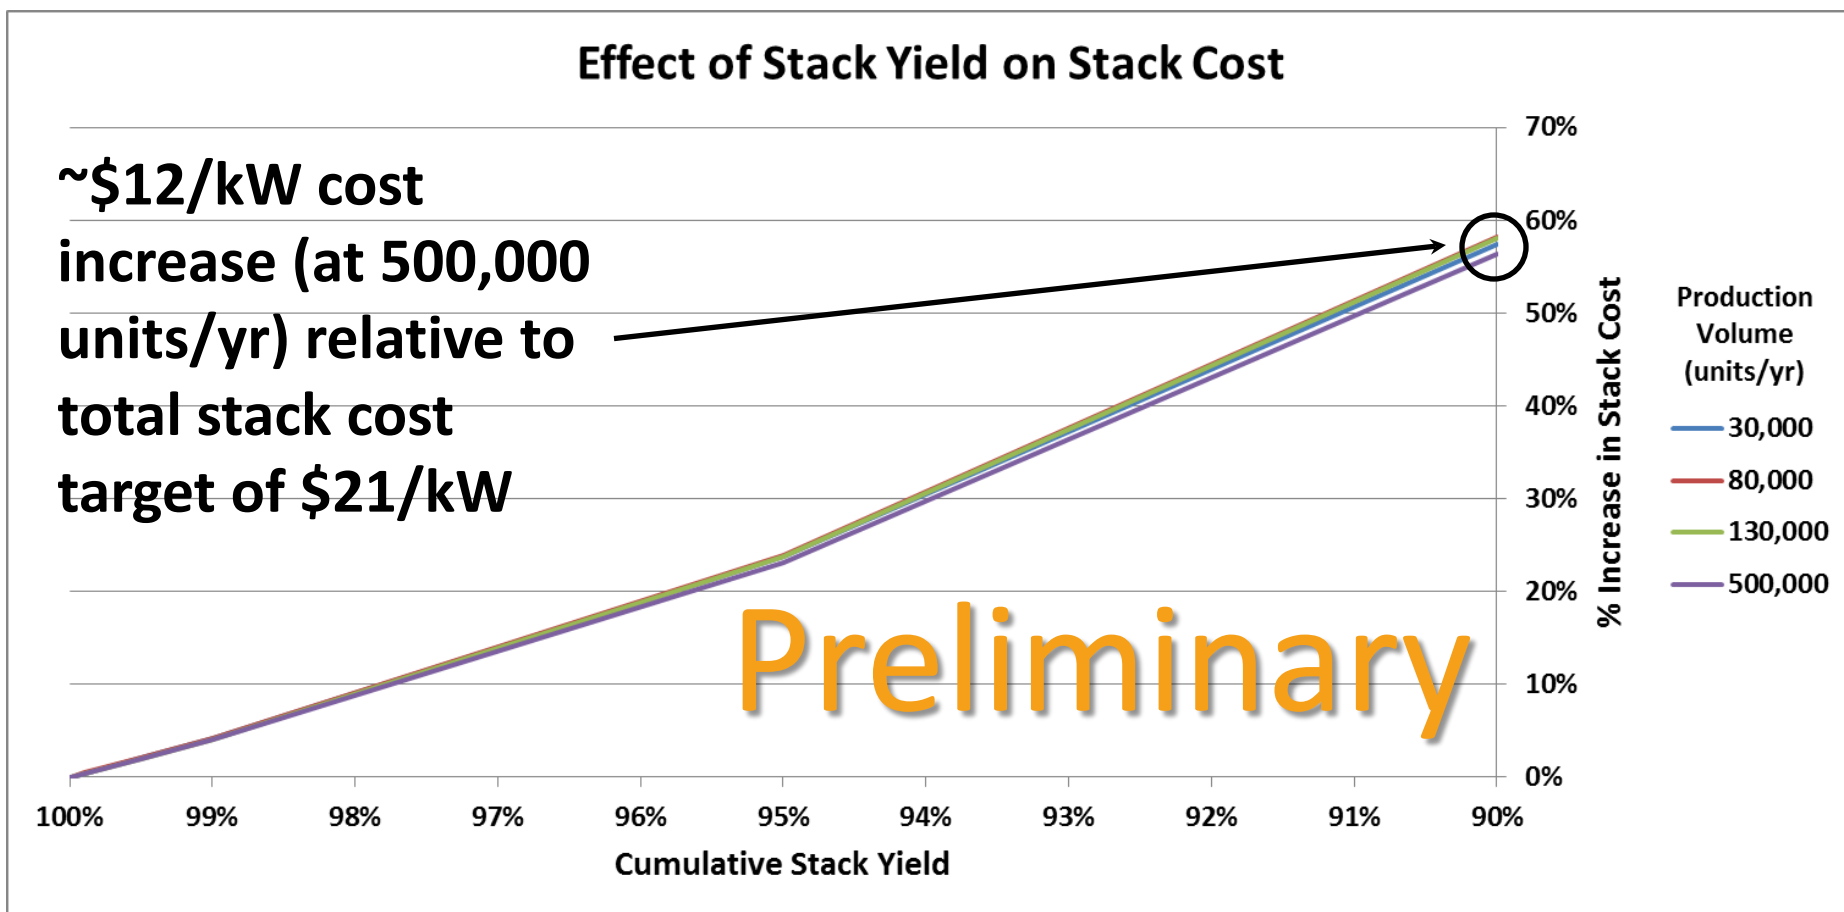 Effect of Stack Yield on Stack Cost
~$12/kW cost
increase (at 500,000
units/yr) relative to
total stack cost
target of $21/kW
Preliminary
70%
60%
50%
40%
30%
20%
10%
0%
% Increase in Stack Cost
100% 99% 98% 97% 96% 95% 94% 93% 92% 91% 90%
Cumulative Stack Yield
Production
Volume
(units/yr)
30,000
80,000
130,000
500,000